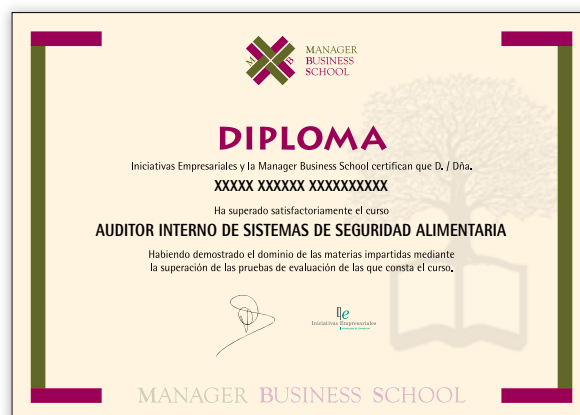 M B
MANAGER
BUSINESS
SCHOOL
DIPLOMA
Iniciativas Empresariales y la Manager Business School certifican que D. / Dña.
XXXXX XXXXXX XXXXXXXXXX
Ha superado satisfactoriamente el curso
AUDITOR INTERNO DE SISTEMAS DE SEGURIDAD ALIMENTARIA
Habiendo demostrado el dominio de las materias impartidas mediante
la superación de las pruebas de evaluación de las que consta el curso.
Iniciativas Empresariales
MANAGER BUSINESS SCHOOL